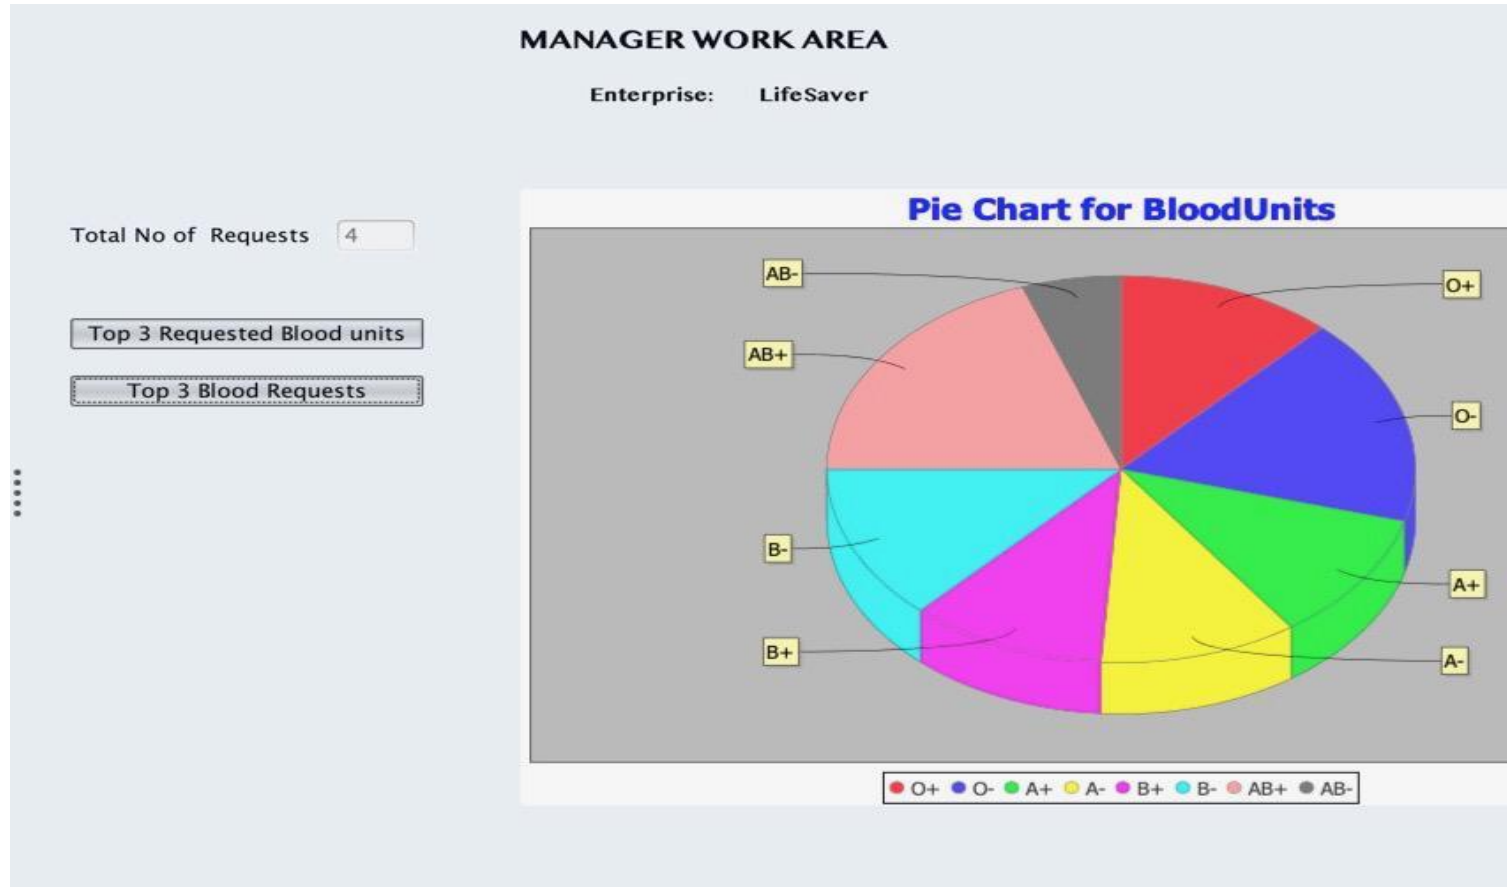 MANAGER WORK AREA
Enterprise: LifeSaver
Total No of Requests 4
Top 3 Requested Blood units
Top 3 Blood Requests
Pie Chart for BloodUnits
AB-
O+
AB+
O-
B-
A+
B+
A-
O+ O- A+ A- B+ B- AB+ AB-